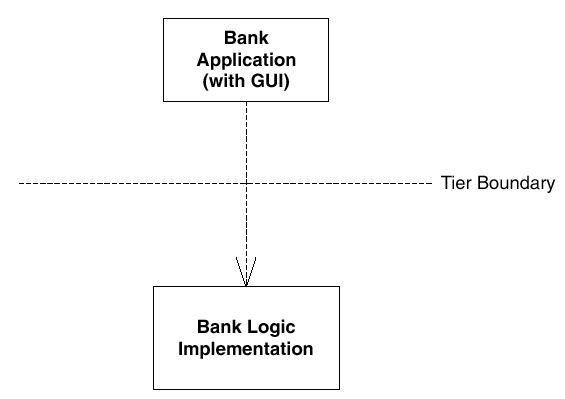 Bank
Application
(with GUI)
Tier Boundary
Bank Logic
Implementation